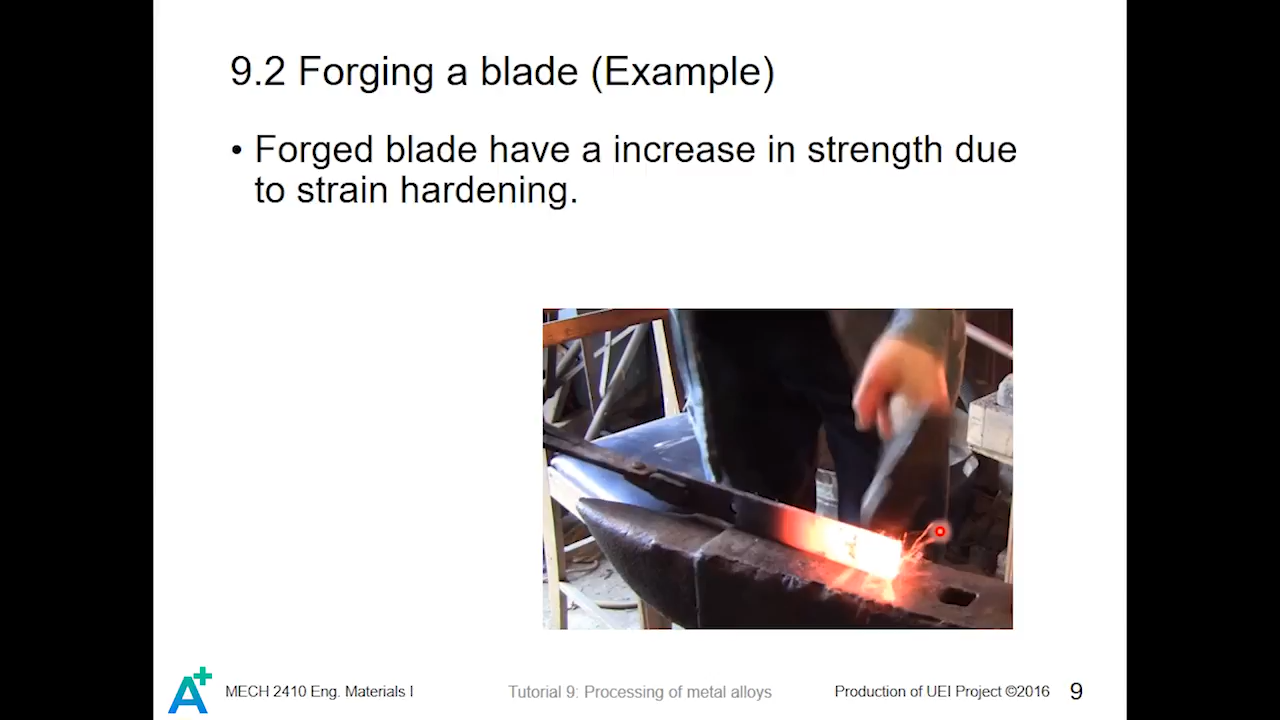 9.2 Forging a blade (Example)
• Forged blade have a increase in strength due
to strain hardening.
A+
MECH 2410 Eng. Materials I
Tutorial 9: Processing of metal alloys
Production of UEI Project ©2016
9